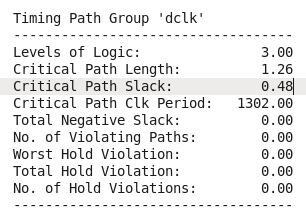 Timing Path Group 'dclk'
-----------------------------------
Levels of Logic: 3.00
Critical Path Length: 1.26
Critical Path Slack: 0.48
Critical Path Clk Period: 1302.00
Total Negative Slack: 0.00
No. of Violating Paths: 0.00
Worst Hold Violation: 0.00
Total Hold Violation: 0.00
No. of Hold Violations: 0.00
-----------------------------------